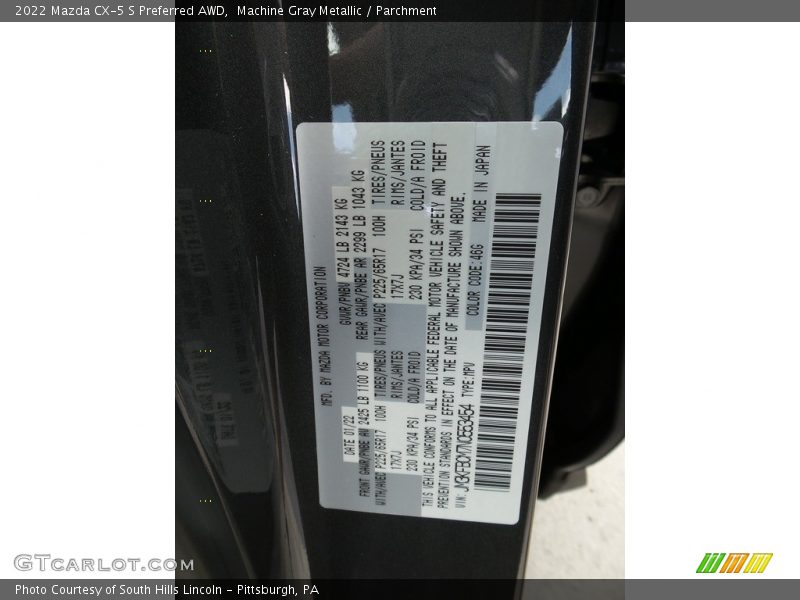 2022 Mazda CX-5 S Preferred AWD,  Machine Gray Metallic / Parchment
MFD. BY MAZDA MOTOR CORPORATION
DATE 01/22 GVWR/PNBV 4724 LB 2143 KG
FRONT GAWR/PNBE AV 2425 LB 1100 KG REAR GAWR/PNBE AR 2299 LB 1043 KG
WITH/AVEC P225/65R17 100H TIRES/PNEUS WITH/AVEC P225/65R17 100H TIRES/PNEUS
17X7J RIMS/JANTES 17X7J RIMS/JANTES
230 KPA/34 PSI COLD/A FROID 230 KPA/34 PSI COLD/A FROID
THIS VEHICLE CONFORMS TO ALL APPLICABLE FEDERAL MOTOR VEHICLE SAFETY AND THEFT
PREVENTION STANDARDS IN EFFECT ON THE DATE OF MANUFACTURE SHOWN ABOVE.
VIN: TYPE:MPV COLOR CODE:46G MADE IN JAPAN
GTCarLot.com
Photo Courtesy of South Hills Lincoln - Pittsburgh, PA